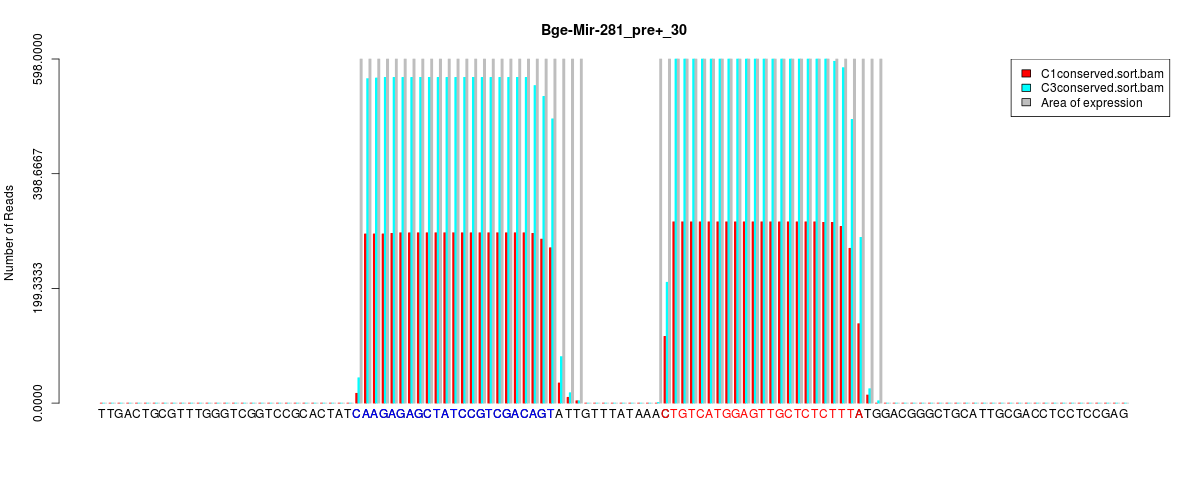 Bge-Mir-281_pre+_30
C1conserved.sort.bam
C3conserved.sort.bam
Area of expression
Number of Reads
598.0000
398.6667
199.3333
0.0000
TTGACTGCGTTTGGGTCGGTCCGCACTATCAAGAGAGCTATCCGTCGACAGTATTGTTTATAAACTGTCATGGAGTTGCTCTCTTTATGGACGGGCTGCATTGCGACCTCCTCCGAG